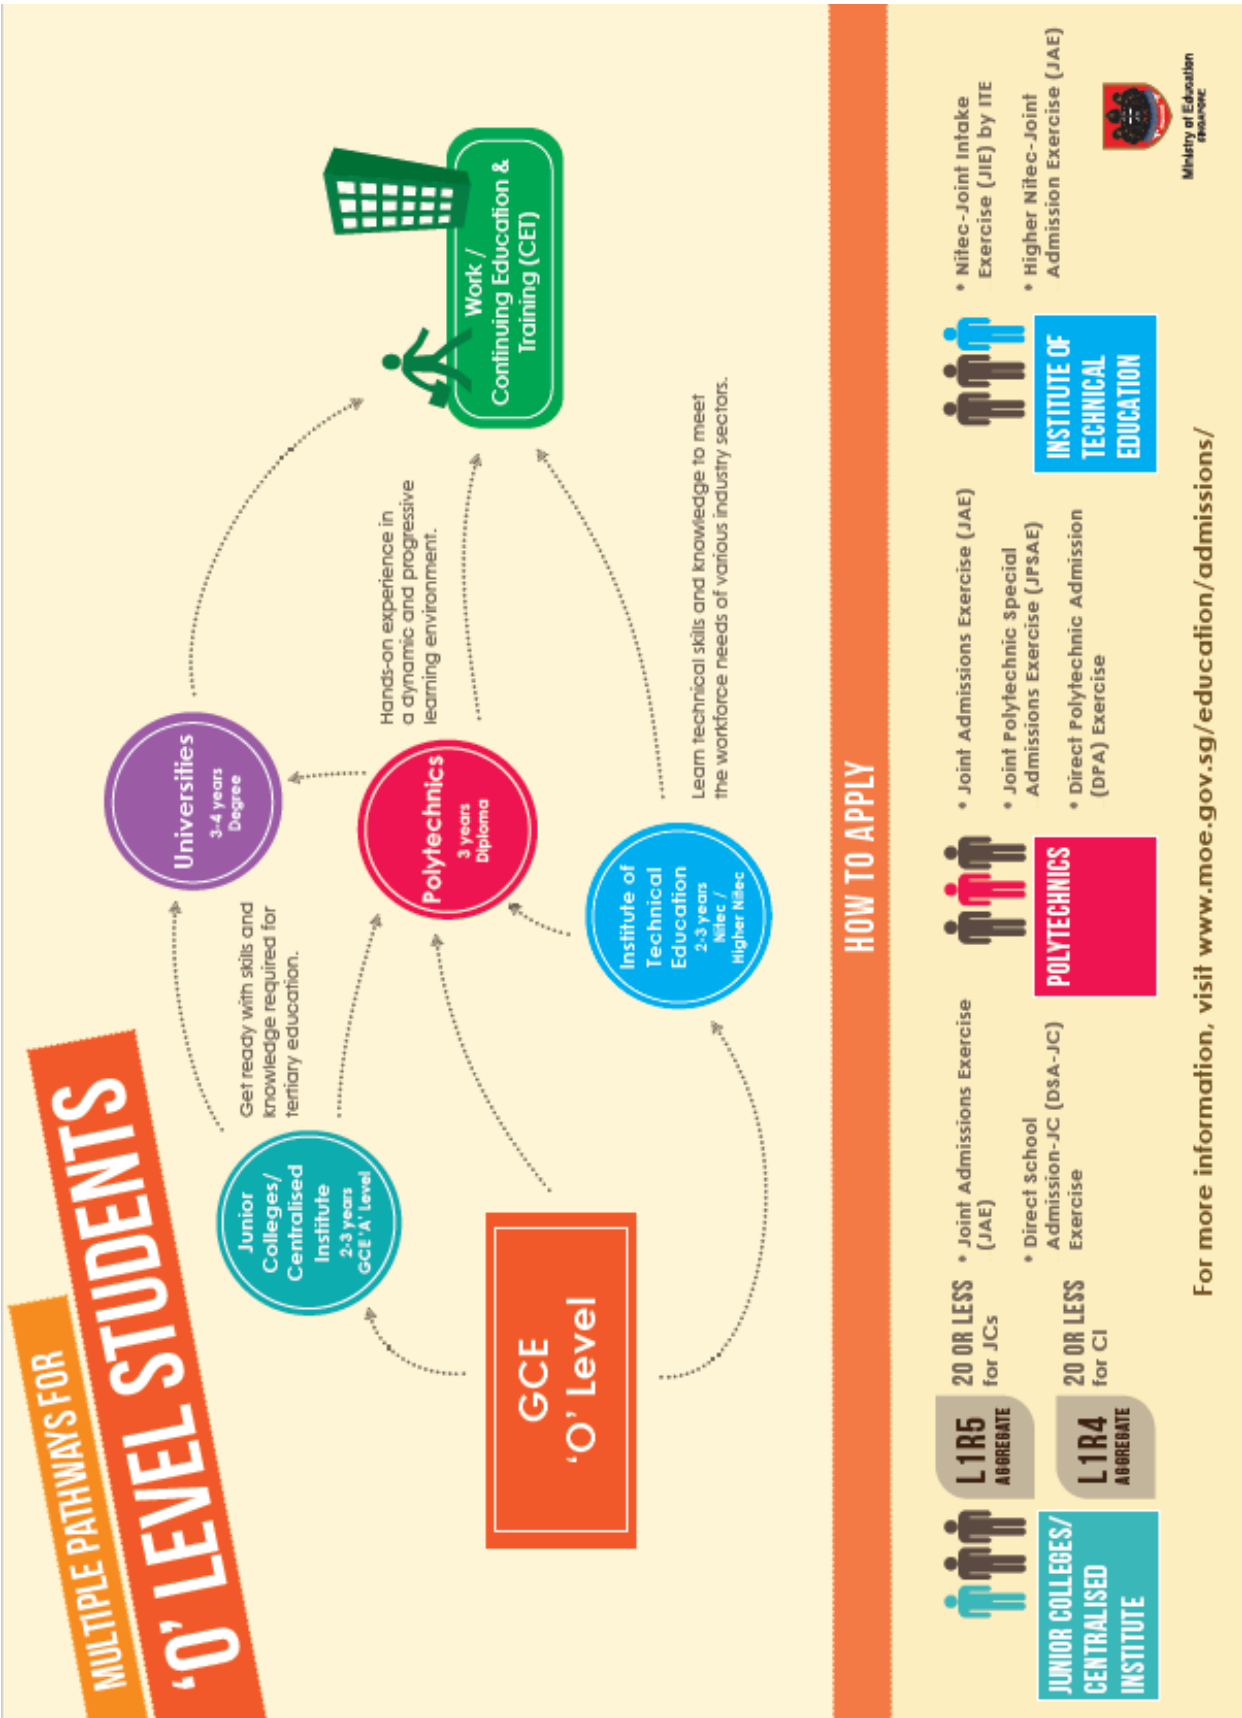 MULTIPLE PATHWAYS FOR
'O' LEVEL STUDENTS
GCE
'O' Level
Junior
Colleges/
Centralised
Institute
2-3 years
GCE 'A' Level
Get ready with skills and
knowledge required for
tertiary education.
Universities
3-4 years
Degree
Polytechnics
3 years
Diploma
Hands-on experience in
a dynamic and progressive
learning environment.
Institute of
Technical
Education
2-3 years
Nitec /
Higher Nitec
Learn technical skills and knowledge to meet
the workforce needs of various industry sectors.
Work /
Continuing Education &
Training (CET)
HOW TO APPLY
JUNIOR COLLEGES/
CENTRALISED
INSTITUTE
L1R5
AGGREGATE
20 OR LESS
for JCs
L1R4
AGGREGATE
20 OR LESS
for CI
* Joint Admissions Exercise
(JAE)
* Direct School
Admission-JC (DSA-JC)
Exercise
POLYTECHNICS
* Joint Admissions Exercise (JAE)
* Joint Polytechnic Special
Admissions Exercise (JPSAE)
* Direct Polytechnic Admission
(DPA) Exercise
INSTITUTE OF
TECHNICAL
EDUCATION
* Nitec-Joint Intake
Exercise (JIE) by ITE
* Higher Nitec-Joint
Admission Exercise (JAE)
For more information, visit www.moe.gov.sg/education/admissions/
Ministry of Education
SINGAPORE